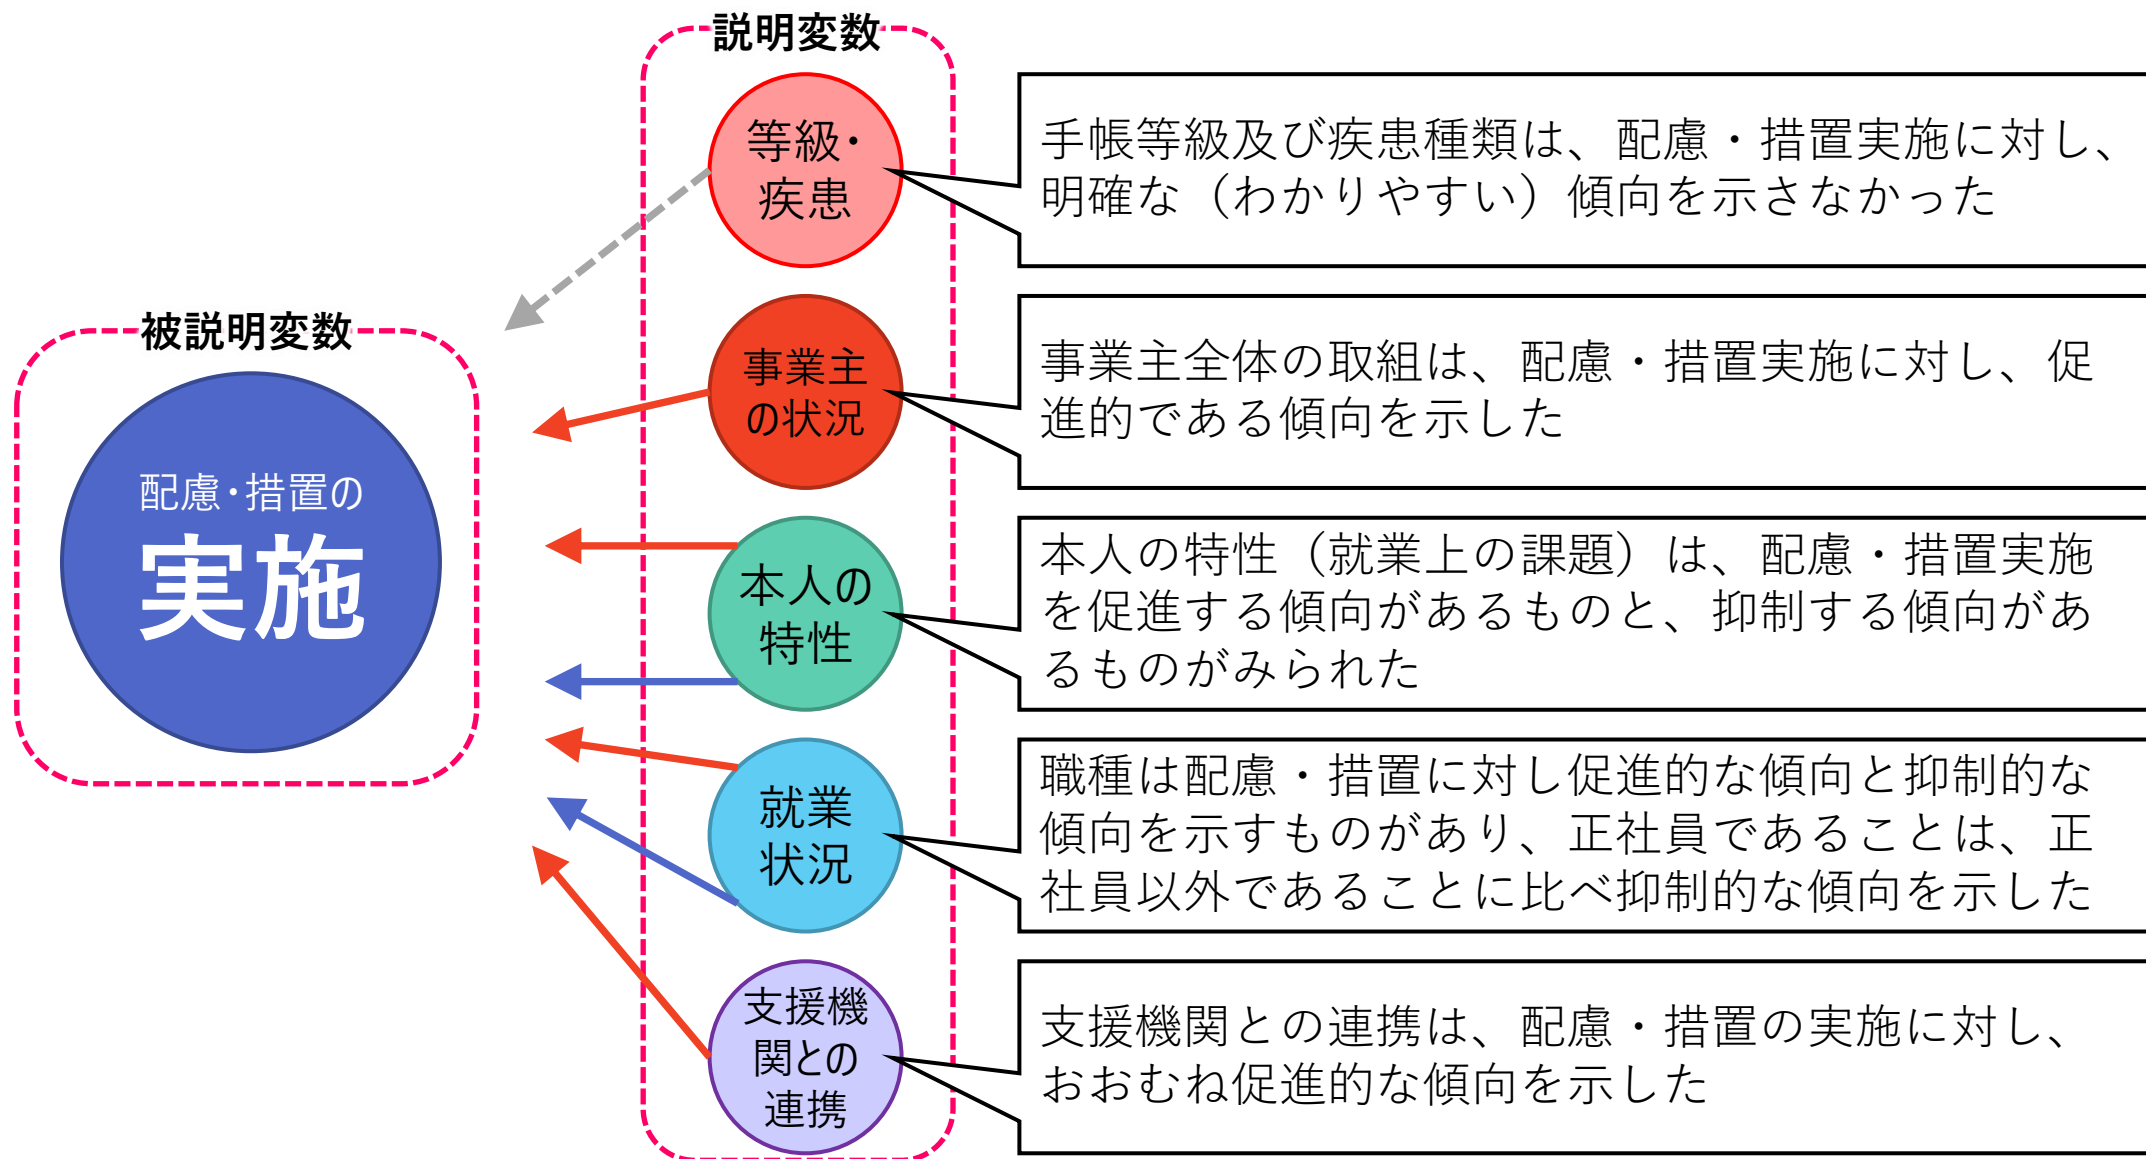 説明変数
等級・
疾患
手帳等級及び疾患種類は、配慮・措置実施に対し、
明確な（わかりやすい）傾向を示さなかった
被説明変数
配慮・措置の
実施
事業主
の状況
事業主全体の取組は、配慮・措置実施に対し、促
進的である傾向を示した
本人の
特性
本人の特性（就業上の課題）は、配慮・措置実施
を促進する傾向があるものと、抑制する傾向があ
るものがみられた
就業
状況
職種は配慮・措置に対し促進的な傾向と抑制的な
傾向を示すものがあり、正社員であることは、正
社員以外であることに比べ抑制的な傾向を示した
支援機
関との
連携
支援機関との連携は、配慮・措置の実施に対し、
おおむね促進的な傾向を示した